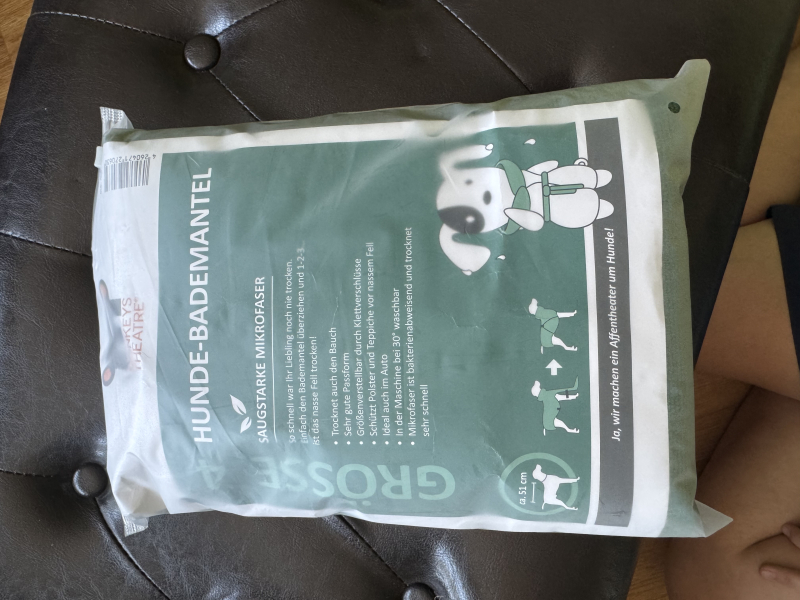 4260471271670
THEATRE®
HUNDE-BADEMANTEL
SAUGSTARKE MIKROFASER
So schnell war Ihr Liebling noch nie trocken.
Einfach den Bademantel überziehen und 1-2-3
ist das nasse Fell trocken!
• Trocknet auch den Bauch
• Sehr gute Passform
• Größenverstellbar durch Klettverschlüsse
• Schützt Polster und Teppiche vor nassem Fell
• Ideal auch im Auto
• In der Maschine bei 30° waschbar
• Mikrofaser ist bakterienabweisend und trocknet
sehr schnell
GRÖSSE 4
ca. 51 cm
Ja, wir machen ein Affentheater um Hunde!